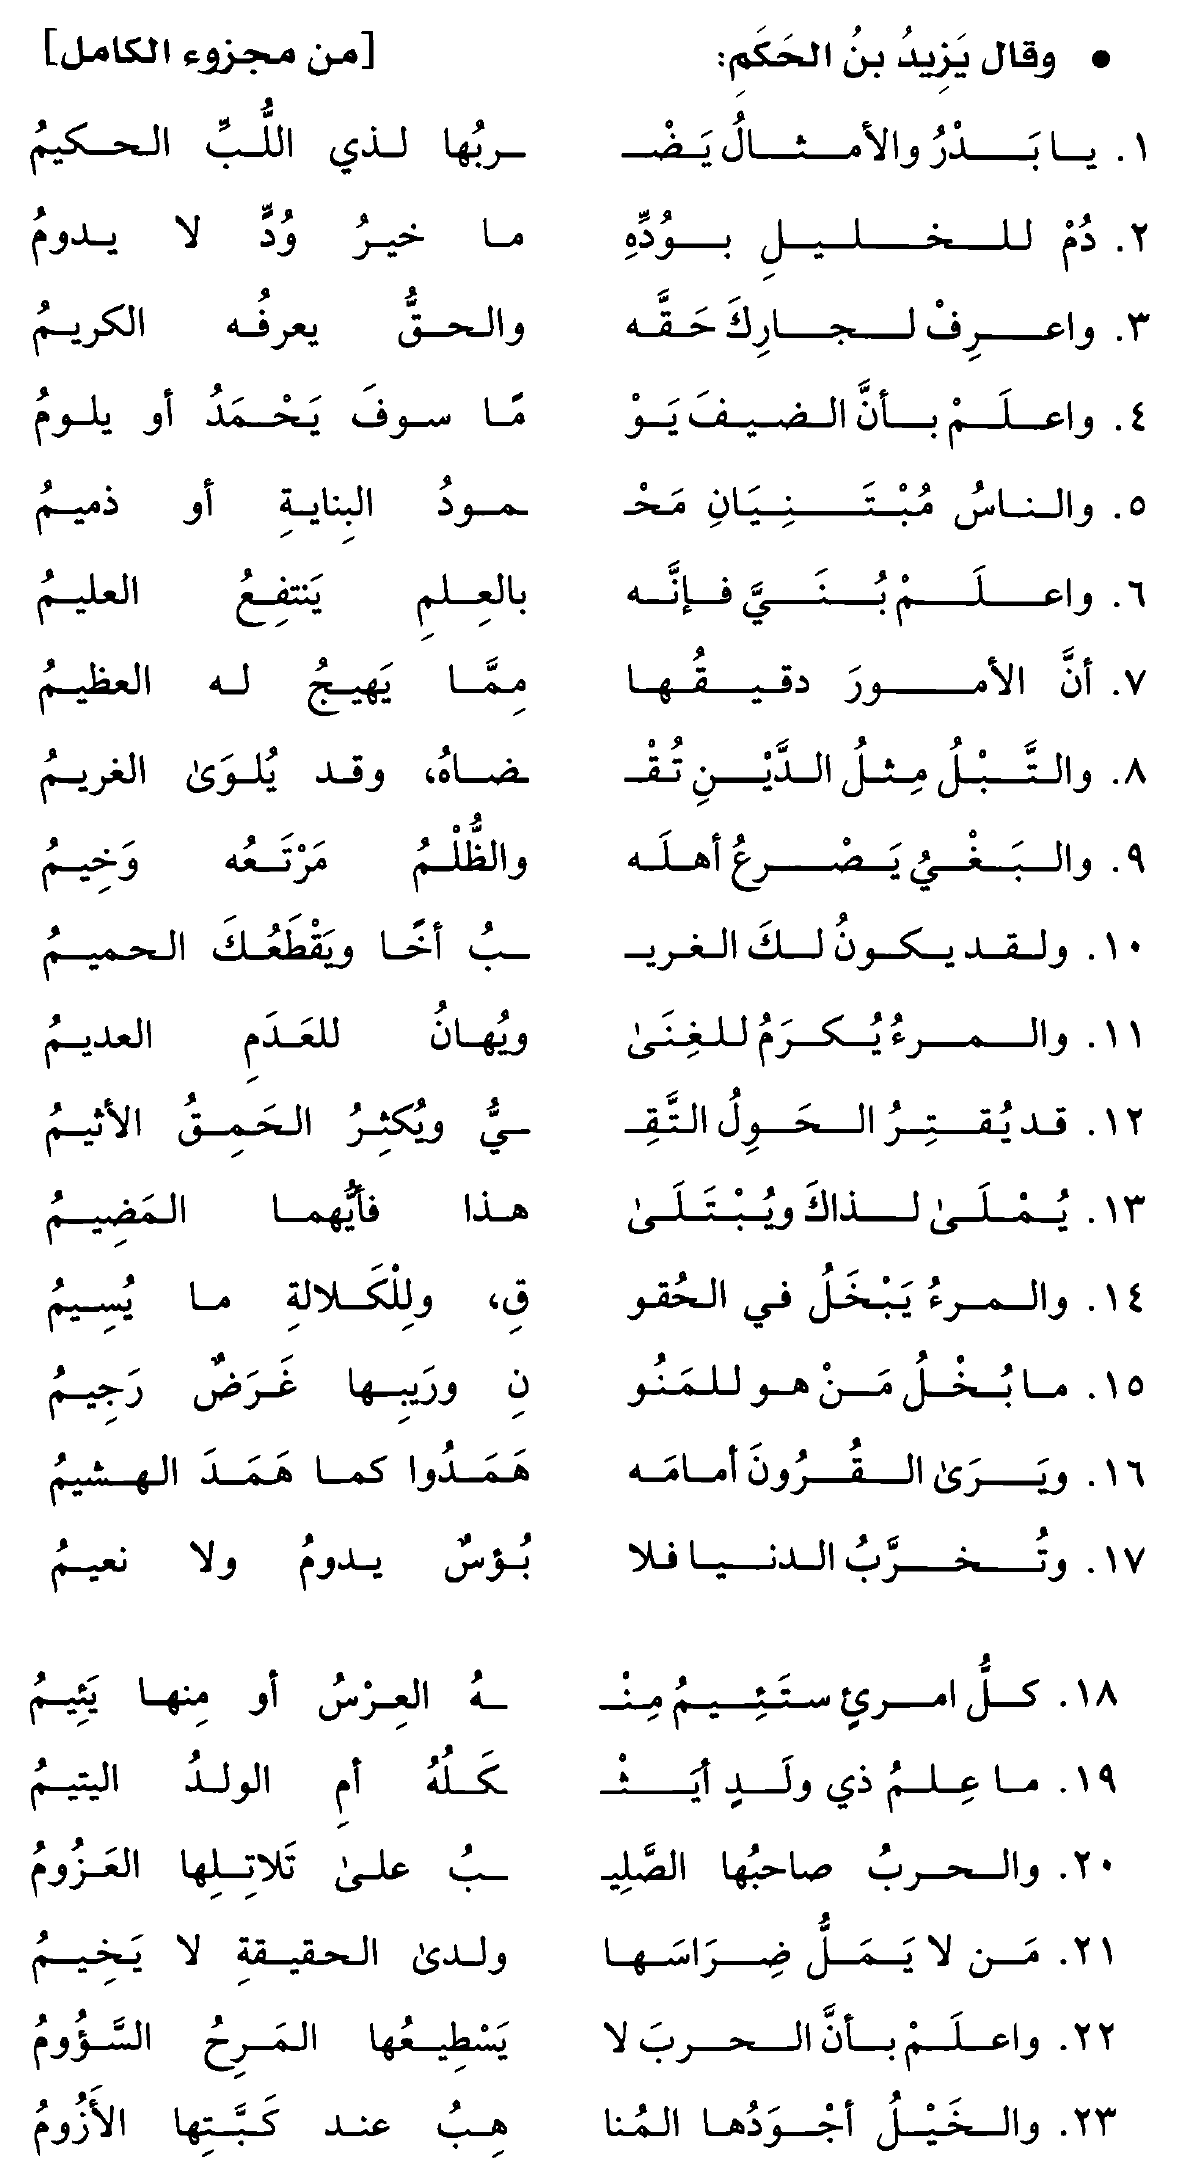 • وقال يَزِيدُ بنُ الحَكَمِ: [من مجزوء الكامل]
١. يا بَدْرُ والأمثالُ يَضْـ ـربُها لذي اللُّبِّ الحكيمُ
٢. دُمْ للخليلِ بوُدِّهِ ما خيرُ وُدٍّ لا يدومُ
٣. واعرِفْ لجارِكَ حَقَّه والحقُّ يعرفُه الكريمُ
٤. واعلَمْ بأنَّ الضيفَ يَوْ مًا سوفَ يَحْمَدُ أو يلومُ
٥. والناسُ مُبْتَنِيَانِ مَحْـ ـمودُ البِنايةِ أو ذميمُ
٦. واعلَمْ بُنَيَّ فإنَّه بالعِلمِ يَنتفِعُ العليمُ
٧. أنَّ الأمورَ دقيقُها مِمَّا يَهيجُ له العظيمُ
٨. والتَّبْلُ مِثلُ الدَّيْنِ تُقْـ ـضاهُ، وقد يُلوَىٰ الغريمُ
٩. والبَغْيُ يَصْرعُ أهلَه والظُّلْمُ مَرْتَعُه وَخِيمُ
١٠. ولقد يكونُ لكَ الغريـ ـبُ أخًا ويَقْطَعُكَ الحميمُ
١١. والمرءُ يُكرَمُ للغِنَىٰ ويُهانُ للعَدَمِ العديمُ
١٢. قد يُقتِرُ الحَوِلُ التَّقِـ ـيُّ ويُكثِرُ الحَمِقُ الأثيمُ
١٣. يُمْلَىٰ لذاكَ ويُبْتَلَىٰ هذا فأيُّهما المَضِيمُ
١٤. والمرءُ يَبْخَلُ في الحُقو قِ، ولِلْكَلالةِ ما يُسِيمُ
١٥. ما بُخْلُ مَنْ هو للمَنُو نِ ورَيبِها غَرَضٌ رَجِيمُ
١٦. ويَرَىٰ القُرُونَ أمامَه هَمَدُوا كما هَمَدَ الهشيمُ
١٧. وتُخرَّبُ الدنيا فلا بُؤسٌ يدومُ ولا نعيمُ
١٨. كلُّ امرئٍ ستَئِيمُ مِنْـ ـهُ العِرْسُ أو مِنها يَئِيمُ
١٩. ما عِلمُ ذي ولَدٍ أيَثْـ ـكَلُهُ أمِ الولدُ اليتيمُ
٢٠. والحربُ صاحبُها الصَّلِيـ ـبُ علىٰ تَلاتِلِها العَزُومُ
٢١. مَن لا يَمَلُّ ضِرَاسَها ولدىٰ الحقيقةِ لا يَخِيمُ
٢٢. واعلَمْ بأنَّ الحربَ لا يَسْطِيعُها المَرِحُ السَّؤُومُ
٢٣. والخَيْلُ أجْوَدُها المُنا هِبُ عند كَبَّتِها الأَزُومُ